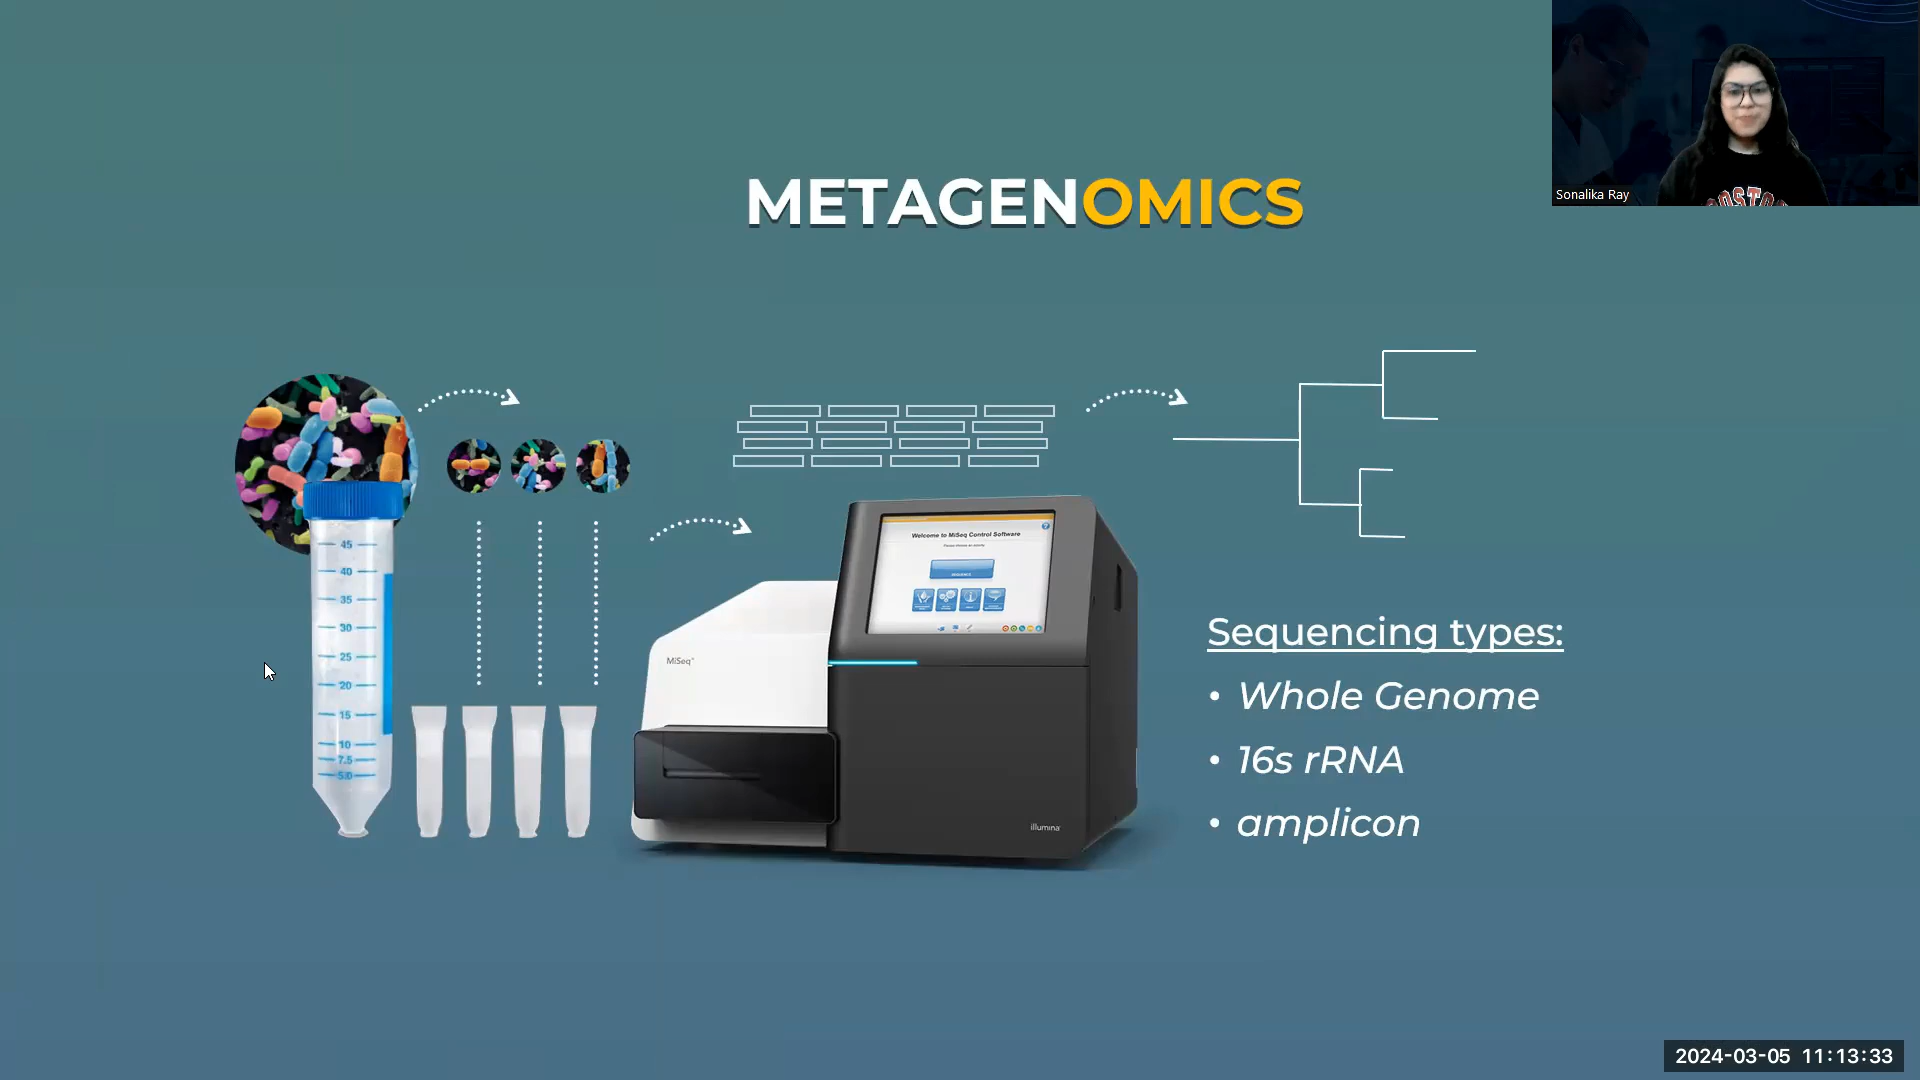 METAGENOMICS
Sonalika Ray
45
40
35
30
25
20
15
10
7.5
5.0
Welcome to MiSeq Control Software
SEQUENCE
MiSeq
illumina
Sequencing types:
• Whole Genome
• 16s rRNA
• amplicon
2024-03-05 11:13:33